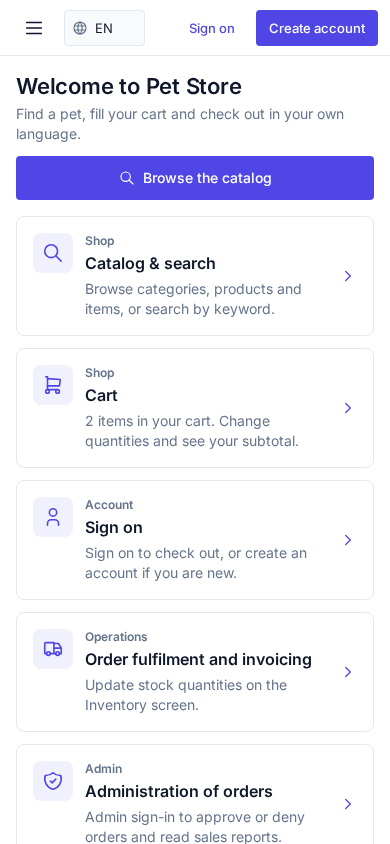 EN
Sign on
Create account
Welcome to Pet Store
Find a pet, fill your cart and check out in your own
language.
Browse the catalog
Shop
Catalog & search
Browse categories, products and
items, or search by keyword.
Shop
Cart
2 items in your cart. Change
quantities and see your subtotal.
Account
Sign on
Sign on to check out, or create an
account if you are new.
Operations
Order fulfilment and invoicing
Update stock quantities on the
Inventory screen.
Admin
Administration of orders
Admin sign-in to approve or deny
orders and read sales reports.